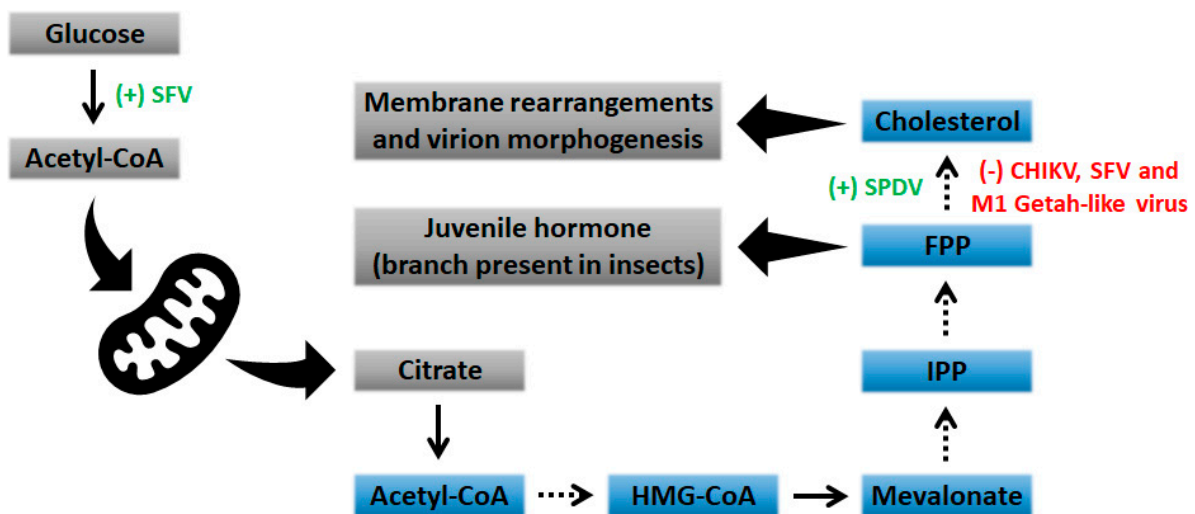 Glucose
(+) SFV
Acetyl-CoA
Membrane rearrangements
and virion morphogenesis
Cholesterol
(+) SPDV
(-) CHIKV, SFV and
M1 Getah-like virus
Juvenile hormone
(branch present in insects)
FPP
Citrate
IPP
Acetyl-CoA
HMG-CoA
Mevalonate